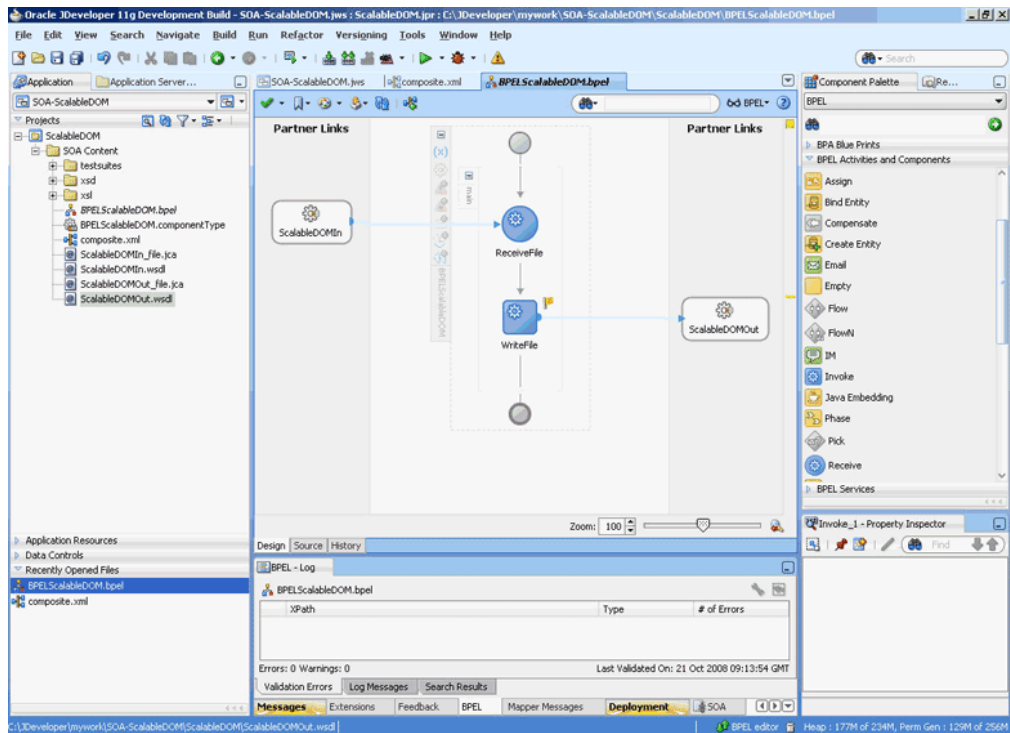 Oracle JDeveloper 11g Development Build - SOA-ScalableDOM.jws : ScalableDOM.jpr : C:\JDeveloper\mywork\SOA-ScalableDOM\ScalableDOM\BPELScalableDOM.bpel
File Edit View Search Navigate Build Run Refactor Versioning Tools Window Help
Search
Application
Application Server...
SOA-ScalableDOM
Projects
ScalableDOM
SOA Content
testsuites
xsd
xsl
BPELScalableDOM.bpel
BPELScalableDOM.componentType
composite.xml
ScalableDOMIn_file.jca
ScalableDOMIn.wsdl
ScalableDOMOut_file.jca
ScalableDOMOut.wsdl
Application Resources
Data Controls
Recently Opened Files
BPELScalableDOM.bpel
composite.xml
SOA-ScalableDOM.jws
composite.xml
BPELScalableDOM.bpel
BPEL
Partner Links
Partner Links
(x)
main
BPELScalableDOM
ScalableDOMIn
ReceiveFile
WriteFile
ScalableDOMOut
Zoom: 100
Design Source History
BPEL - Log
BPELScalableDOM.bpel
XPath Type # of Errors
Errors: 0 Warnings: 0 Last Validated On: 21 Oct 2008 09:13:54 GMT
Validation Errors Log Messages Search Results
Messages Extensions Feedback BPEL Mapper Messages Deployment SOA
Component Palette
Re...
BPEL
BPA Blue Prints
BPEL Activities and Components
Assign
Bind Entity
Compensate
Create Entity
Email
Empty
Flow
FlowN
IM
Invoke
Java Embedding
Phase
Pick
Receive
BPEL Services
Invoke_1 - Property Inspector
Find
C:\JDeveloper\mywork\SOA-ScalableDOM\ScalableDOM\ScalableDOMOut.wsdl
BPEL editor
Heap : 177M of 234M, Perm Gen : 129M of 256M